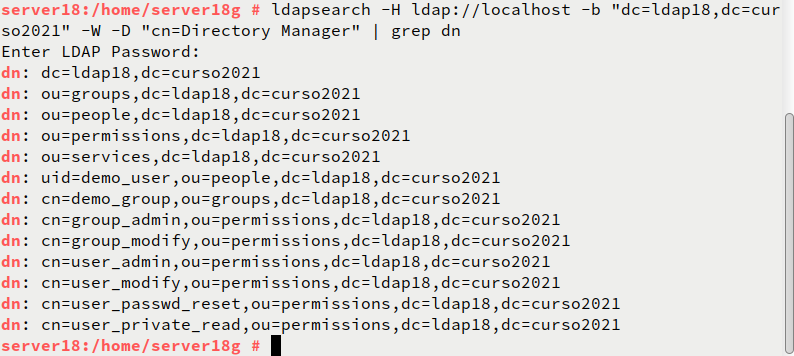 server18:/home/server18g # ldapsearch -H ldap://localhost -b "dc=ldap18,dc=cur
so2021" -W -D "cn=Directory Manager" | grep dn
Enter LDAP Password:
dn: dc=ldap18,dc=curso2021
dn: ou=groups,dc=ldap18,dc=curso2021
dn: ou=people,dc=ldap18,dc=curso2021
dn: ou=permissions,dc=ldap18,dc=curso2021
dn: ou=services,dc=ldap18,dc=curso2021
dn: uid=demo_user,ou=people,dc=ldap18,dc=curso2021
dn: cn=demo_group,ou=groups,dc=ldap18,dc=curso2021
dn: cn=group_admin,ou=permissions,dc=ldap18,dc=curso2021
dn: cn=group_modify,ou=permissions,dc=ldap18,dc=curso2021
dn: cn=user_admin,ou=permissions,dc=ldap18,dc=curso2021
dn: cn=user_modify,ou=permissions,dc=ldap18,dc=curso2021
dn: cn=user_passwd_reset,ou=permissions,dc=ldap18,dc=curso2021
dn: cn=user_private_read,ou=permissions,dc=ldap18,dc=curso2021
server18:/home/server18g #